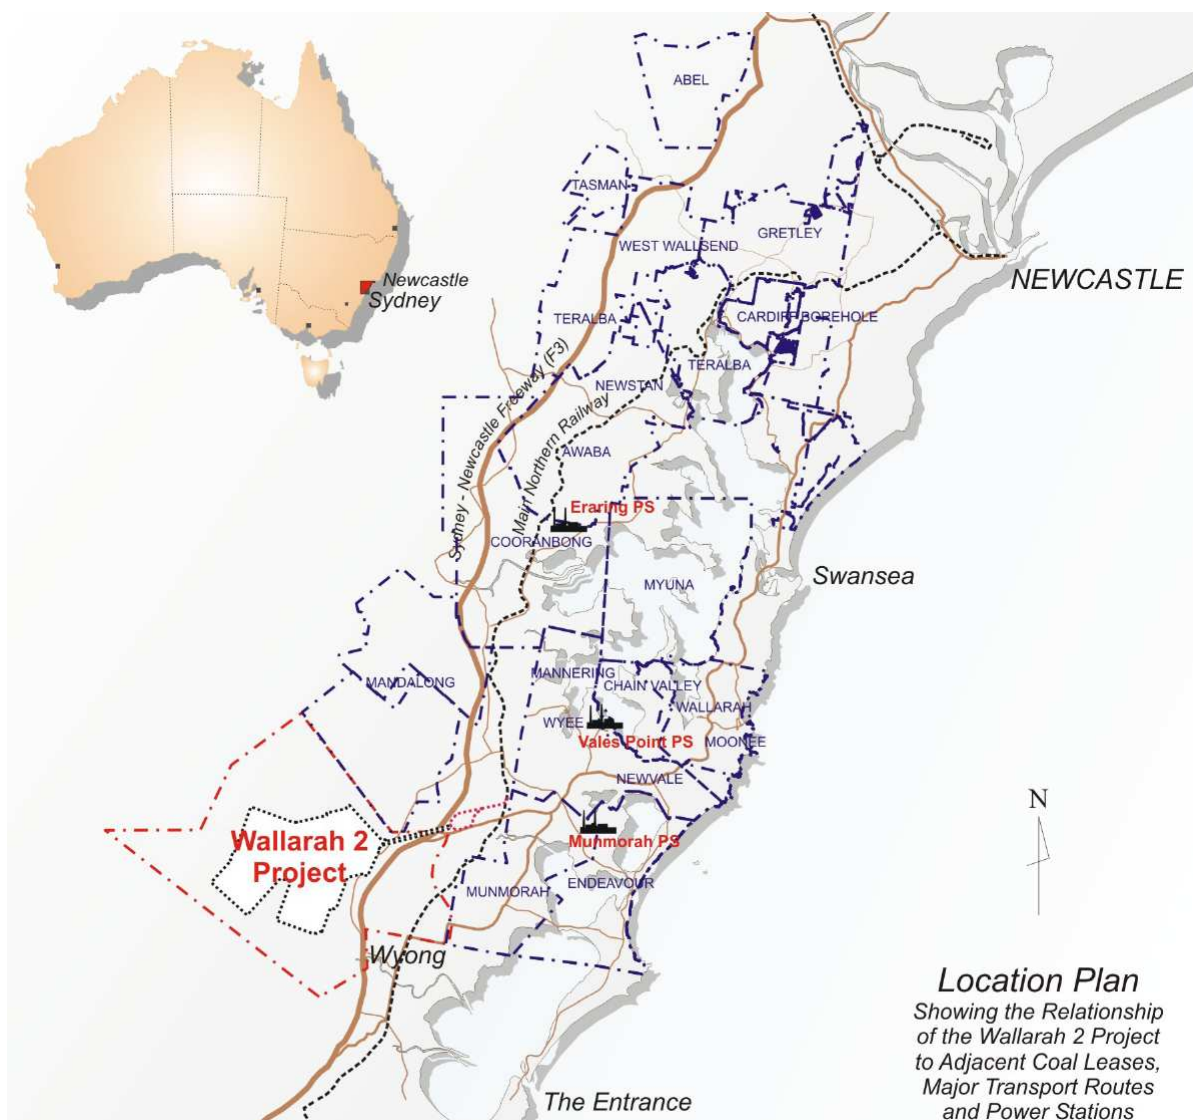 ABEL
TASMAN
WEST WALLSEND
GRETLEY
Newcastle
Sydney
NEWCASTLE
TERALBA
CARDIFF BOREHOLE
TERALBA
NEWSTAN
Sydney - Newcastle Freeway (F3)
Main Northern Railway
AWABA
Eraring PS
COORANBONG
MYUNA
Swansea
MANDALONG
MANNERING
CHAIN VALLEY
WALLARAH
WYEE
MOONEE
Vales Point PS
NEWVALE
N
Wallarah 2
Project
Munmorah PS
MUNMORAH
ENDEAVOUR
Wyong
The Entrance
Location Plan
Showing the Relationship
of the Wallarah 2 Project
to Adjacent Coal Leases,
Major Transport Routes
and Power Stations